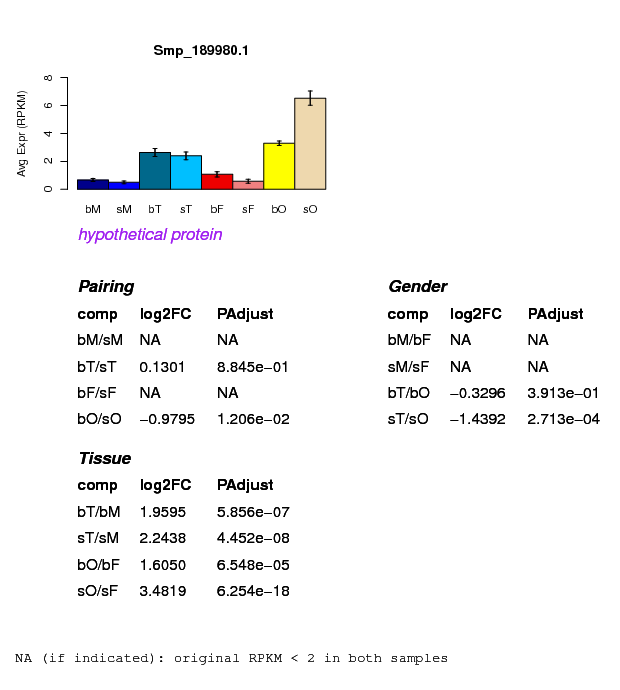 Smp_189980.1
Avg Expr (RPKM)
0 2 4 6 8
bM sM bT sT bF sF bO sO
hypothetical protein
Pairing
comp log2FC PAdjust
bM/sM NA NA
bT/sT 0.1301 8.845e−01
bF/sF NA NA
bO/sO −0.9795 1.206e−02
Gender
comp log2FC PAdjust
bM/bF NA NA
sM/sF NA NA
bT/bO −0.3296 3.913e−01
sT/sO −1.4392 2.713e−04
Tissue
comp log2FC PAdjust
bT/bM 1.9595 5.856e−07
sT/sM 2.2438 4.452e−08
bO/bF 1.6050 6.548e−05
sO/sF 3.4819 6.254e−18
NA (if indicated): original RPKM < 2 in both samples